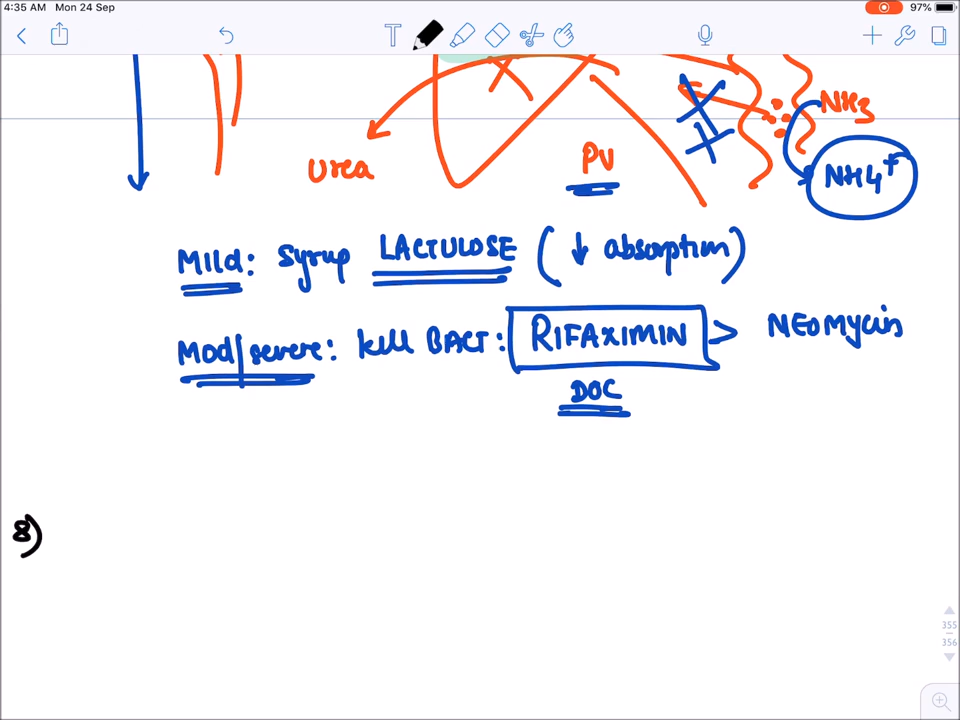 4:35 AM Mon 24 Sep
97%
T
NH3
Urea
PV
NH4+
Mild: Syrup LACTULOSE (↓ absorption)
Mod/severe: kill BACT: RIFAXIMIN > NEOMycin
DOC
8)
355
356